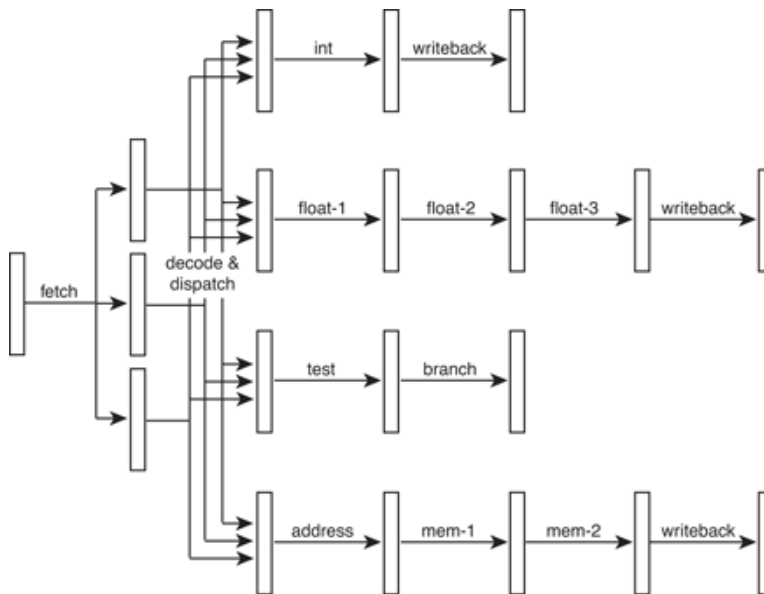 int
writeback
float-1
float-2
float-3
writeback
decode &
dispatch
fetch
test
branch
address
mem-1
mem-2
writeback